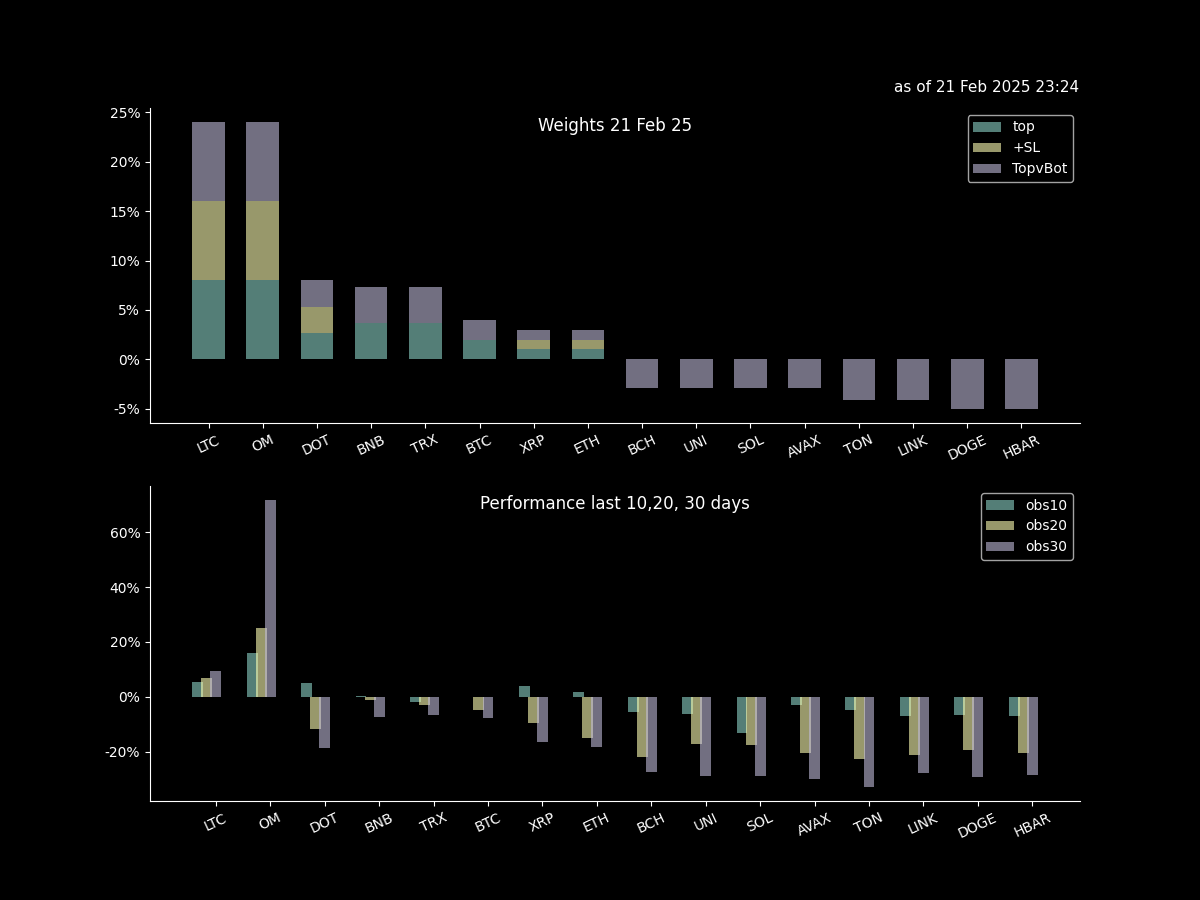 as of 21 Feb 2025 23:24
Weights 21 Feb 25
top
+SL
TopvBot
25%
20%
15%
10%
5%
0%
-5%
LTC OM DOT BNB TRX BTC XRP ETH BCH UNI SOL AVAX TON LINK DOGE HBAR
Performance last 10,20, 30 days
obs10
obs20
obs30
60%
40%
20%
0%
-20%
LTC OM DOT BNB TRX BTC XRP ETH BCH UNI SOL AVAX TON LINK DOGE HBAR